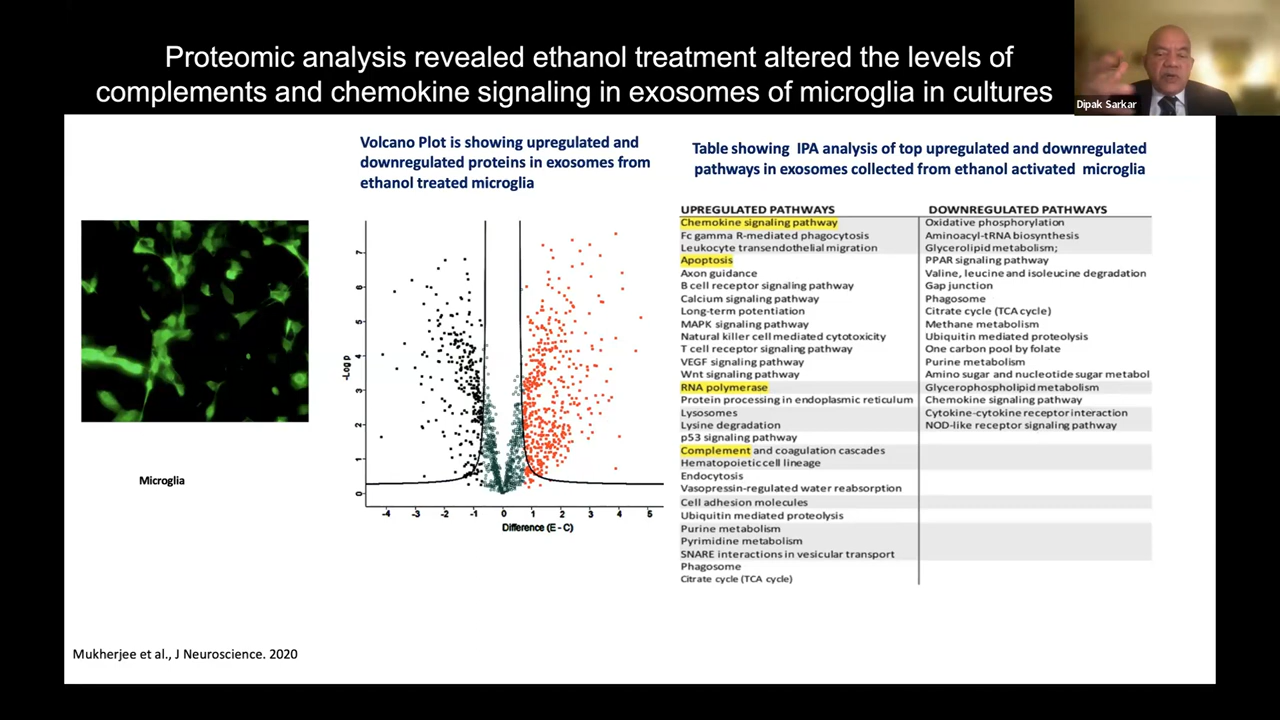 Proteomic analysis revealed ethanol treatment altered the levels of
complements and chemokine signaling in exosomes of microglia in cultures
Dipak Sarkar
Volcano Plot is showing upregulated and
downregulated proteins in exosomes from
ethanol treated microglia
Table showing IPA analysis of top upregulated and downregulated
pathways in exosomes collected from ethanol activated microglia
Microglia
-Log p
7
6
5
4
3
2
1
0
-4 -3 -2 -1 0 1 2 3 4 5
Difference (E - C)
UPREGULATED PATHWAYS DOWNREGULATED PATHWAYS
Chemokine signaling pathway Oxidative phosphorylation
Fc gamma R-mediated phagocytosis Aminoacyl-tRNA biosynthesis
Leukocyte transendothelial migration Glycerolipid metabolism;
Apoptosis PPAR signaling pathway
Axon guidance Valine, leucine and isoleucine degradation
B cell receptor signaling pathway Gap junction
Calcium signaling pathway Phagosome
Long-term potentiation Citrate cycle (TCA cycle)
MAPK signaling pathway Methane metabolism
Natural killer cell mediated cytotoxicity Ubiquitin mediated proteolysis
T cell receptor signaling pathway One carbon pool by folate
VEGF signaling pathway Purine metabolism
Wnt signaling pathway Amino sugar and nucleotide sugar metabol
RNA polymerase Glycerophospholipid metabolism
Protein processing in endoplasmic reticulum Chemokine signaling pathway
Lysosomes Cytokine-cytokine receptor interaction
Lysine degradation NOD-like receptor signaling pathway
p53 signaling pathway
Complement and coagulation cascades
Hematopoietic cell lineage
Endocytosis
Vasopressin-regulated water reabsorption
Cell adhesion molecules
Ubiquitin mediated proteolysis
Purine metabolism
Pyrimidine metabolism
SNARE interactions in vesicular transport
Phagosome
Citrate cycle (TCA cycle)
Mukherjee et al., J Neuroscience. 2020